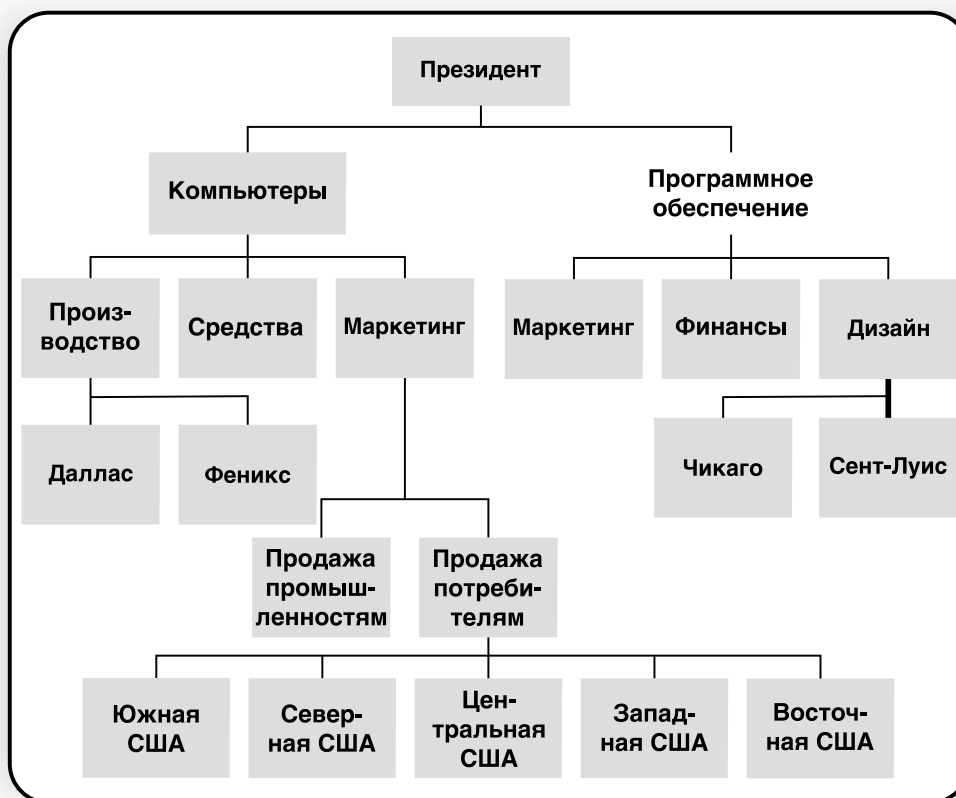 Президент
Компьютеры
Программное
обеспечение
Произ-
водство
Средства
Маркетинг
Маркетинг
Финансы
Дизайн
Даллас
Феникс
Чикаго
Сент-Луис
Продажа
промыш-
ленностям
Продажа
потреби-
телям
Южная
США
Север-
ная США
Цен-
тральная
США
Запад-
ная США
Восточ-
ная США